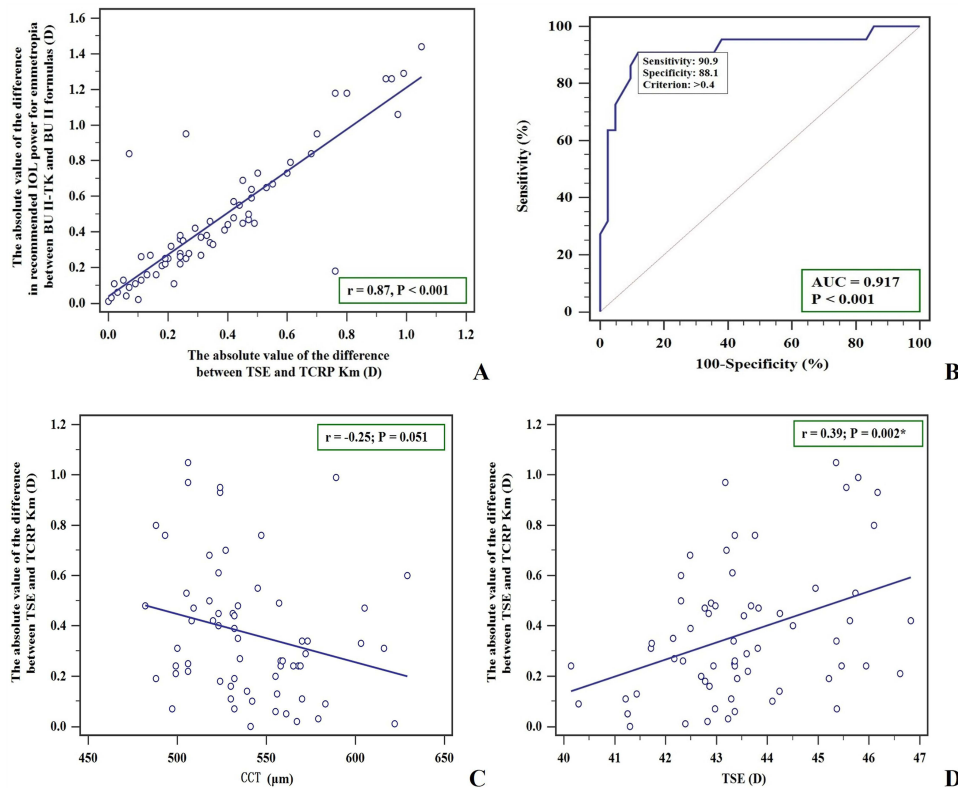 The absolute value of the difference
in recommended IOL power for emmetropia
between BU II-TK and BU II formulas (D)
1.6
1.4
1.2
1.0
0.8
0.6
0.4
0.2
0.0
0.0 0.2 0.4 0.6 0.8 1.0 1.2
r = 0.87, P < 0.001
The absolute value of the difference
between TSE and TCRP Km (D)
A
Sensitivity (%)
100
80
60
40
20
0
0 20 40 60 80 100
Sensitivity: 90.9
Specificity: 88.1
Criterion: >0.4
AUC = 0.917
P < 0.001
100-Specificity (%)
B
The absolute value of the difference
between TSE and TCRP Km (D)
1.2
1.0
0.8
0.6
0.4
0.2
0.0
450 500 550 600 650
r = -0.25; P = 0.051
CCT (μm)
C
The absolute value of the difference
between TSE and TCRP Km (D)
1.2
1.0
0.8
0.6
0.4
0.2
0.0
40 41 42 43 44 45 46 47
r = 0.39; P = 0.002*
TSE (D)
D